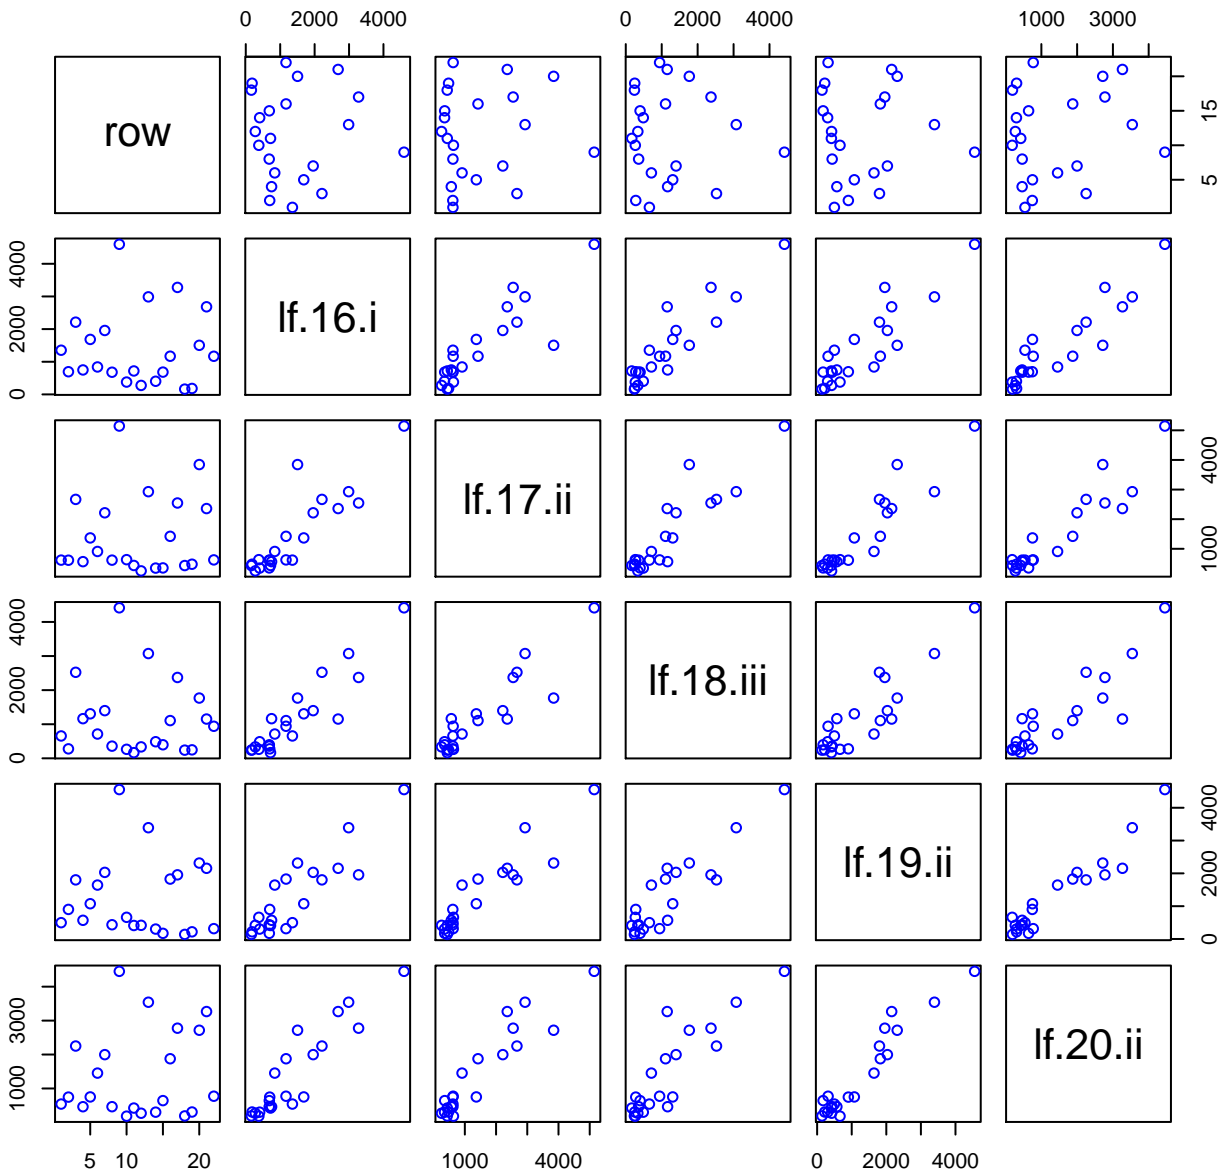 0 2000 4000 0 2000 4000 1000 3000
row 5 15
0 2000 4000 lf.16.i
lf.17.ii 1000 4000
0 2000 4000 lf.18.iii
lf.19.ii 0 2000 4000
1000 3000 lf.20.ii
5 10 20 1000 4000 0 2000 4000